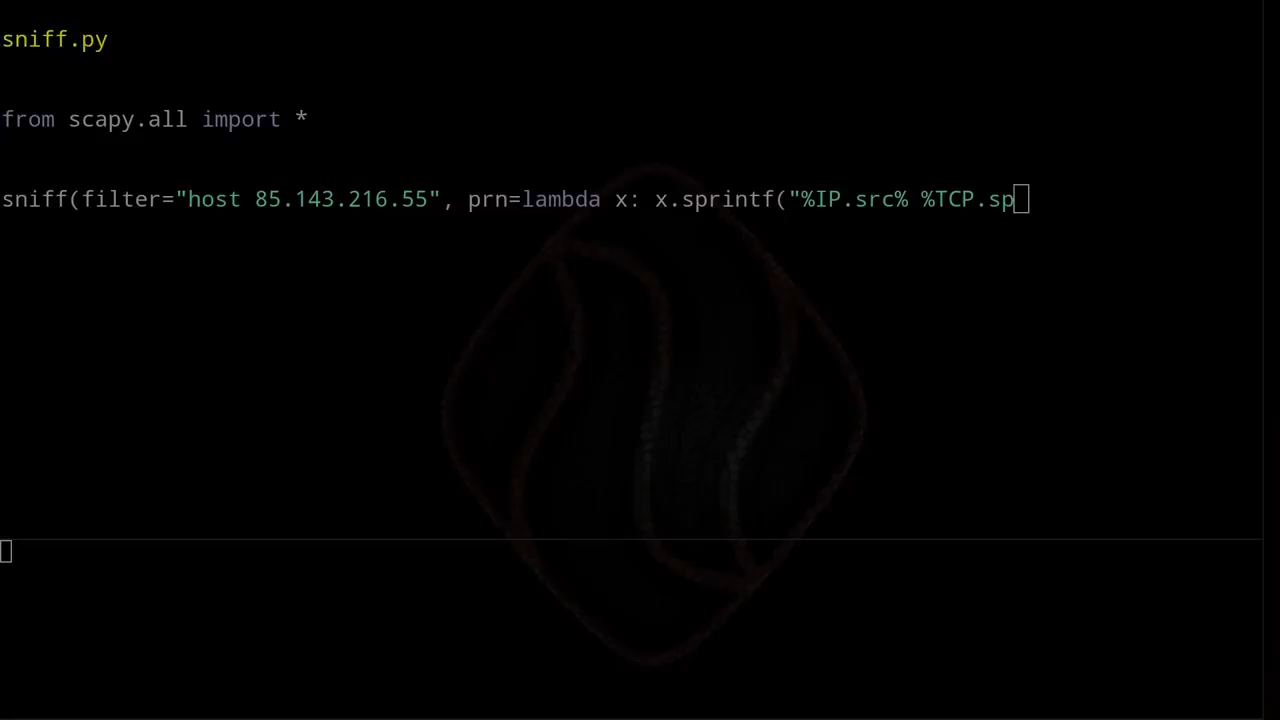 sniff.py
from scapy.all import *
sniff(filter="host 85.143.216.55", prn=lambda x: x.sprintf("%IP.src% %TCP.sp